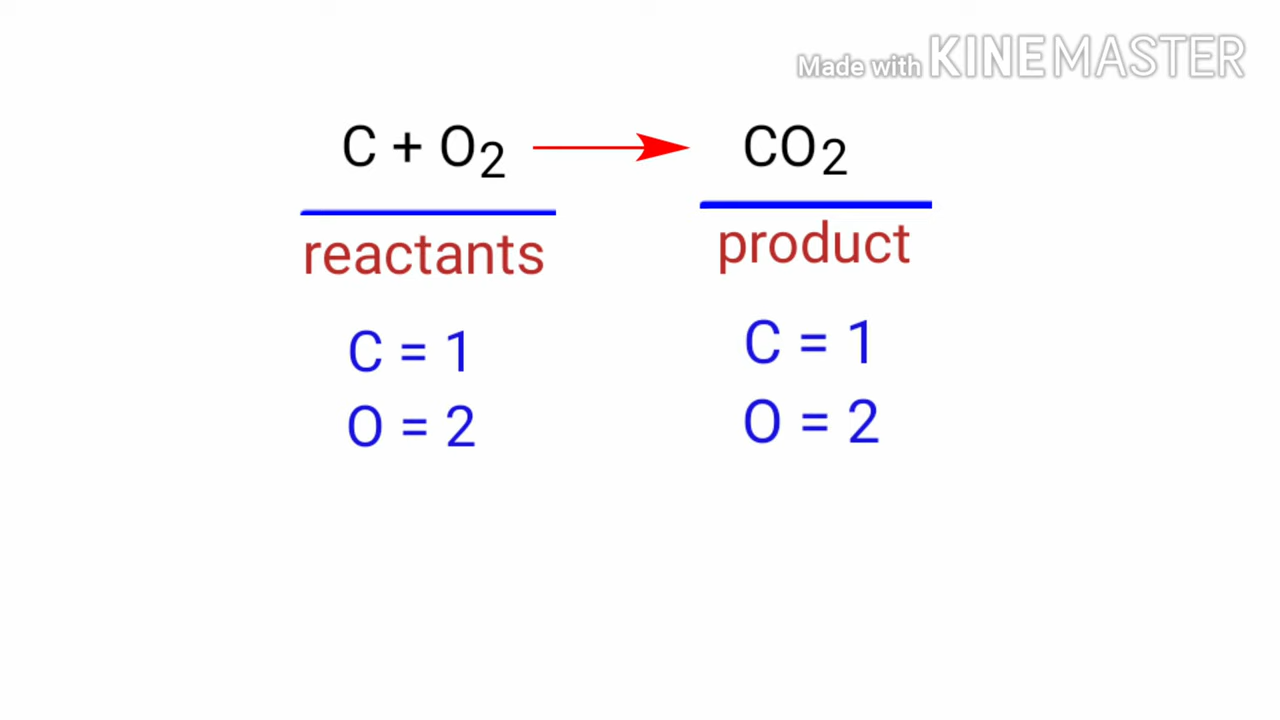 Made with KINEMASTER
C + O₂ → CO₂
reactants product
C = 1 C = 1
O = 2 O = 2